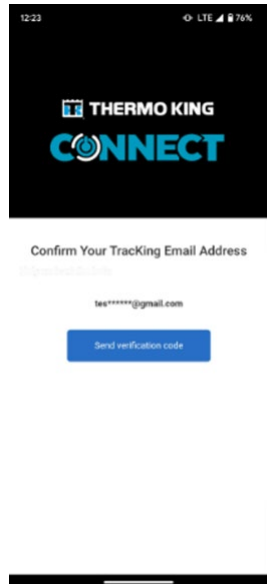 12:23 LTE 76%
THERMO KING
CONNECT
Confirm Your TracKing Email Address
tes******@gmail.com
Send verification code